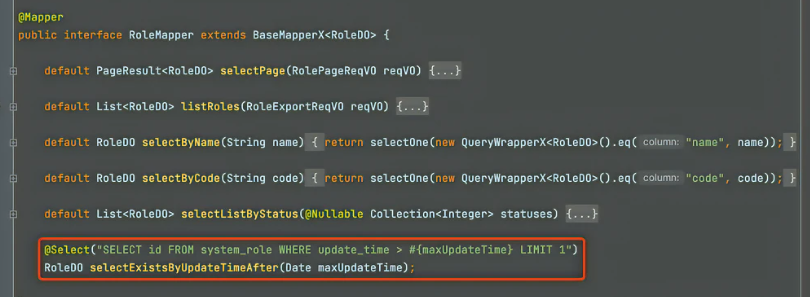 @Mapper
public interface RoleMapper extends BaseMapperX<RoleDO> {
default PageResult<RoleDO> selectPage(RolePageReqVO reqVO) {...}
default List<RoleDO> listRoles(RoleExportReqVO reqVO) {...}
default RoleDO selectByName(String name) { return selectOne(new QueryWrapperX<RoleDO>().eq( column: "name", name)); }
default RoleDO selectByCode(String code) { return selectOne(new QueryWrapperX<RoleDO>().eq( column: "code", code)); }
default List<RoleDO> selectListByStatus(@Nullable Collection<Integer> statuses) {...}
@Select("SELECT id FROM system_role WHERE update_time > #{maxUpdateTime} LIMIT 1")
RoleDO selectExistsByUpdateTimeAfter(Date maxUpdateTime);